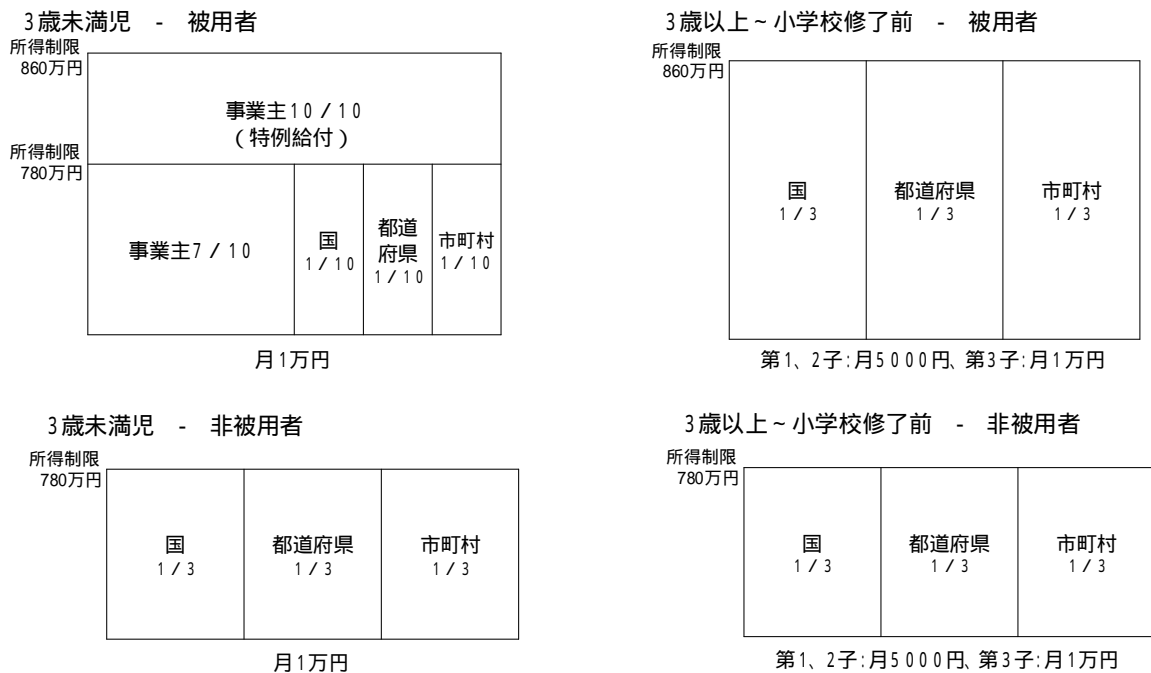 3歳未満児 - 被用者
所得制限
860万円
事業主10/10
(特例給付)
所得制限
780万円
事業主7/10
国
1/10
都道
府県
1/10
市町村
1/10
月1万円
3歳以上~小学校修了前 - 被用者
所得制限
860万円
国
1/3
都道府県
1/3
市町村
1/3
第1、2子:月5000円、第3子:月1万円
3歳未満児 - 非被用者
所得制限
780万円
国
1/3
都道府県
1/3
市町村
1/3
月1万円
3歳以上~小学校修了前 - 非被用者
所得制限
780万円
国
1/3
都道府県
1/3
市町村
1/3
第1、2子:月5000円、第3子:月1万円